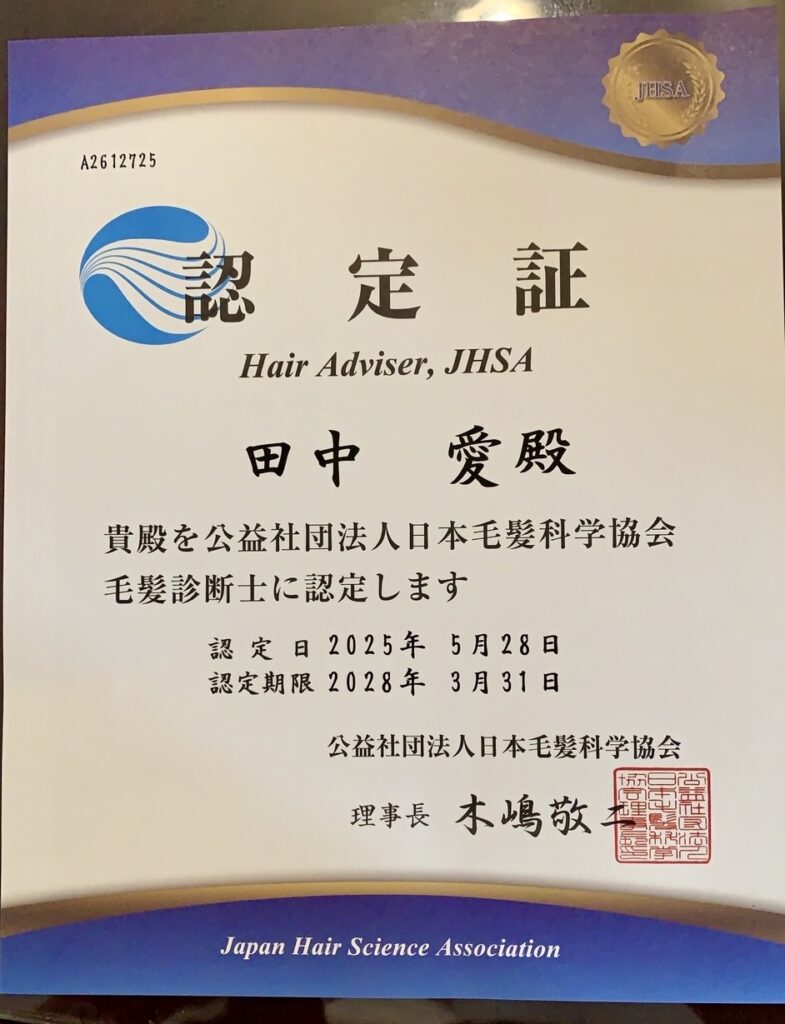 JHSA
A2612725
認定証
Hair Adviser, JHSA
田中 愛殿
貴殿を公益社団法人日本毛髪科学協会
毛髪診断士に認定します
認定日 2025年 5月28日
認定期限 2028年 3月31日
公益社団法人日本毛髪科学協会
理事長 木嶋敬二
Japan Hair Science Association